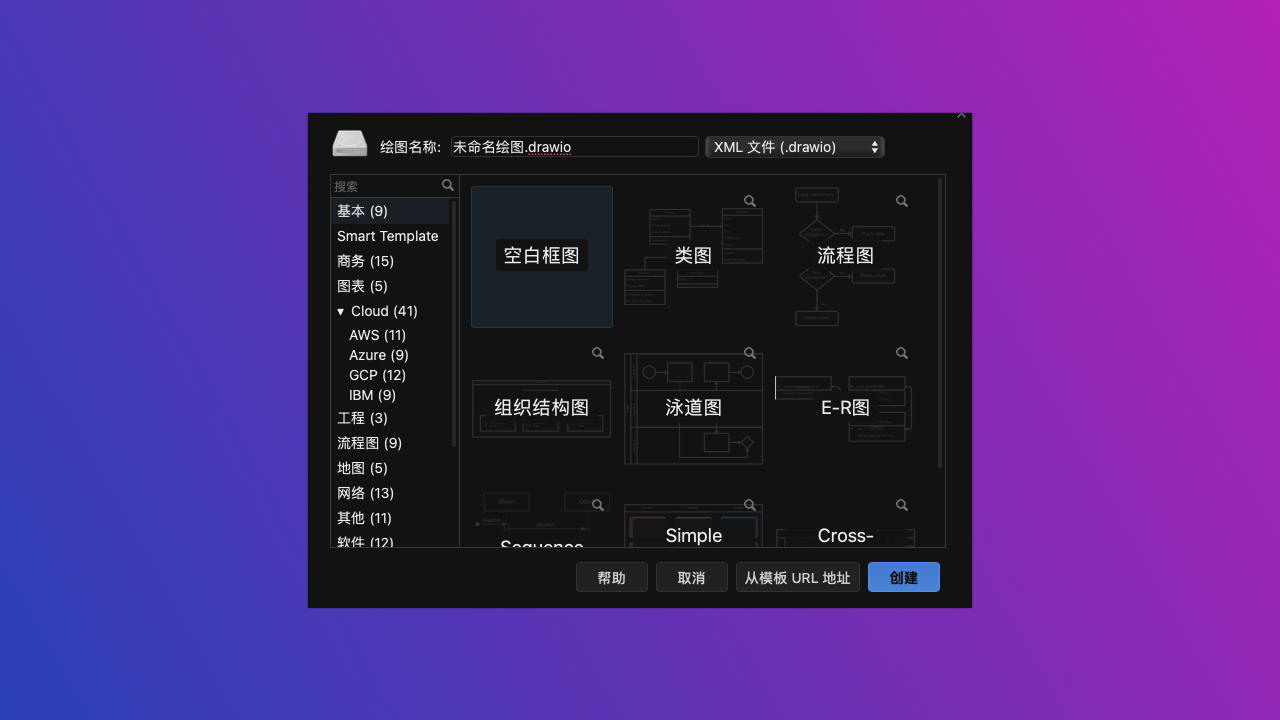 绘图名称:
未命名绘图.drawio
XML 文件 (.drawio)
搜索
基本 (9)
Smart Template
商务 (15)
图表 (5)
▼ Cloud (41)
AWS (11)
Azure (9)
GCP (12)
IBM (9)
工程 (3)
流程图 (9)
地图 (5)
网络 (13)
其他 (11)
软件 (12)
空白框图
类图
流程图
组织结构图
泳道图
E-R图
Sequence
Simple
Cross-
帮助
取消
从模板 URL 地址
创建